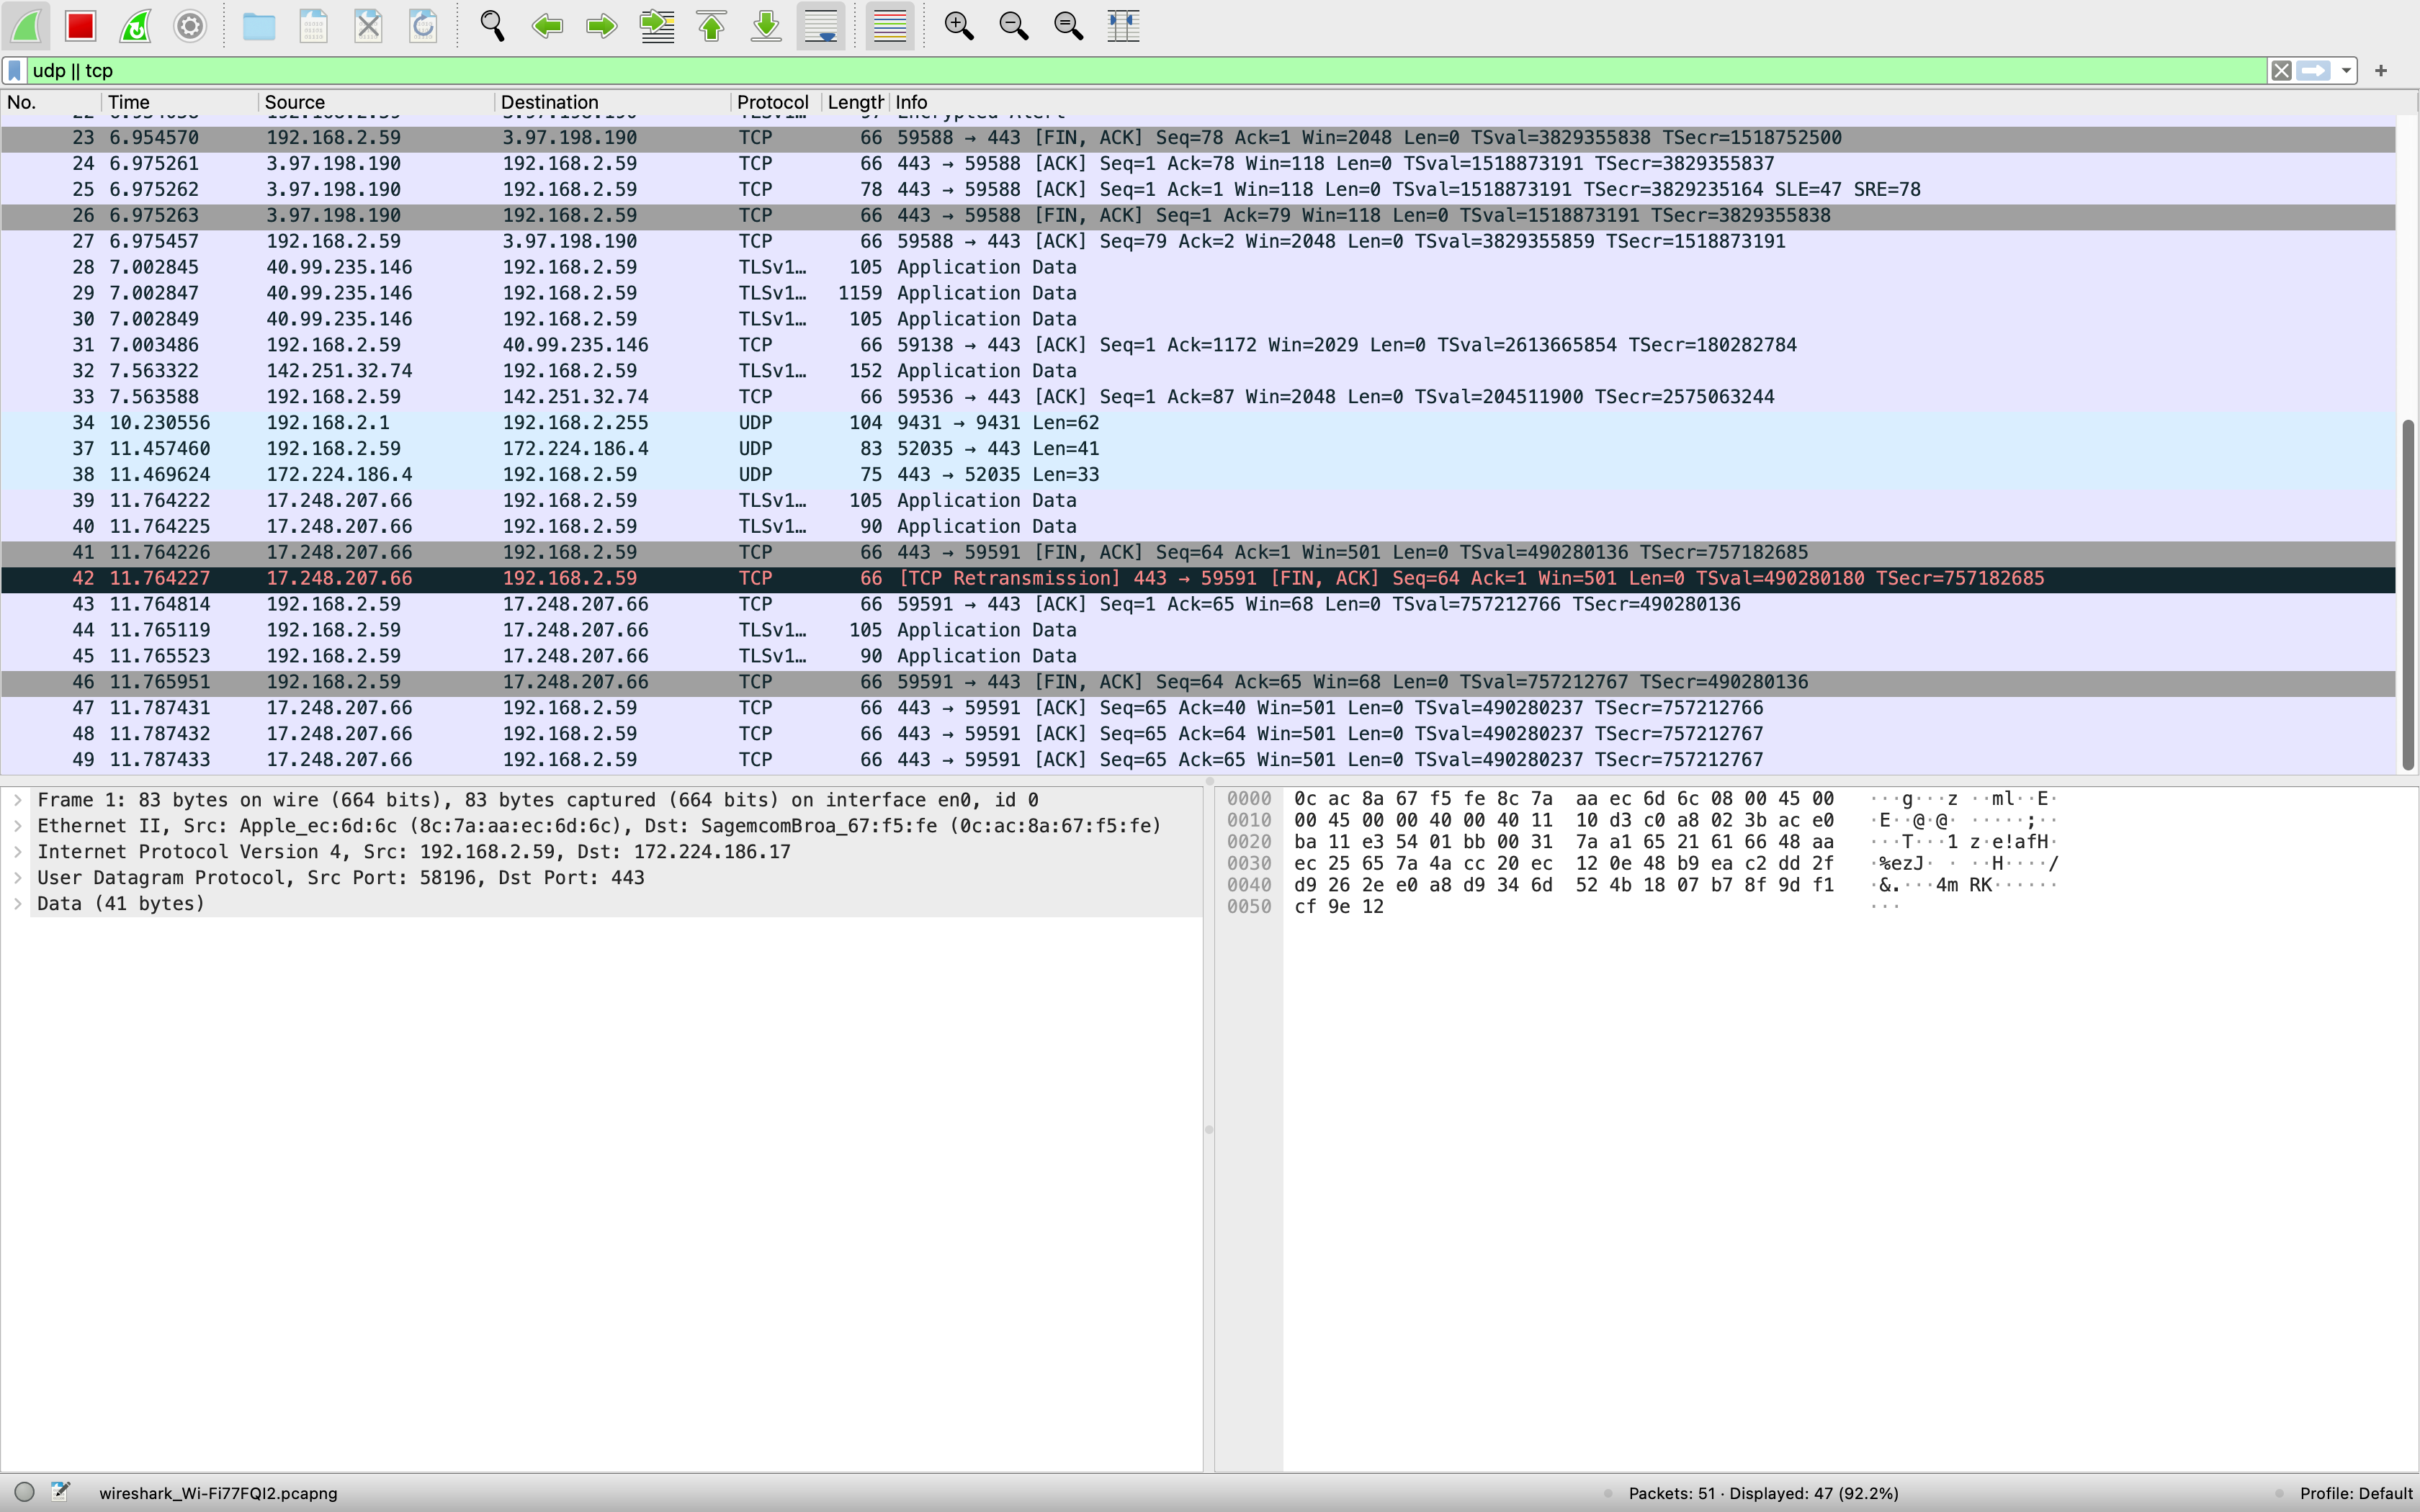 udp || tcp
No. Time Source Destination Protocol Length Info
23 6.954570 192.168.2.59 3.97.198.190 TCP 66 59588 → 443 [FIN, ACK] Seq=78 Ack=1 Win=2048 Len=0 TSval=3829355838 TSecr=1518752500
24 6.975261 3.97.198.190 192.168.2.59 TCP 66 443 → 59588 [ACK] Seq=1 Ack=78 Win=118 Len=0 TSval=1518873191 TSecr=3829355837
25 6.975262 3.97.198.190 192.168.2.59 TCP 78 443 → 59588 [ACK] Seq=1 Ack=1 Win=118 Len=0 TSval=1518873191 TSecr=3829235164 SLE=47 SRE=78
26 6.975263 3.97.198.190 192.168.2.59 TCP 66 443 → 59588 [FIN, ACK] Seq=1 Ack=79 Win=118 Len=0 TSval=1518873191 TSecr=3829355838
27 6.975457 192.168.2.59 3.97.198.190 TCP 66 59588 → 443 [ACK] Seq=79 Ack=2 Win=2048 Len=0 TSval=3829355859 TSecr=1518873191
28 7.002845 40.99.235.146 192.168.2.59 TLSv1… 105 Application Data
29 7.002847 40.99.235.146 192.168.2.59 TLSv1… 1159 Application Data
30 7.002849 40.99.235.146 192.168.2.59 TLSv1… 105 Application Data
31 7.003486 192.168.2.59 40.99.235.146 TCP 66 59138 → 443 [ACK] Seq=1 Ack=1172 Win=2029 Len=0 TSval=2613665854 TSecr=180282784
32 7.563322 142.251.32.74 192.168.2.59 TLSv1… 152 Application Data
33 7.563588 192.168.2.59 142.251.32.74 TCP 66 59536 → 443 [ACK] Seq=1 Ack=87 Win=2048 Len=0 TSval=204511900 TSecr=2575063244
34 10.230556 192.168.2.1 192.168.2.255 UDP 104 9431 → 9431 Len=62
37 11.457460 192.168.2.59 172.224.186.4 UDP 83 52035 → 443 Len=41
38 11.469624 172.224.186.4 192.168.2.59 UDP 75 443 → 52035 Len=33
39 11.764222 17.248.207.66 192.168.2.59 TLSv1… 105 Application Data
40 11.764225 17.248.207.66 192.168.2.59 TLSv1… 90 Application Data
41 11.764226 17.248.207.66 192.168.2.59 TCP 66 443 → 59591 [FIN, ACK] Seq=64 Ack=1 Win=501 Len=0 TSval=490280136 TSecr=757182685
42 11.764227 17.248.207.66 192.168.2.59 TCP 66 [TCP Retransmission] 443 → 59591 [FIN, ACK] Seq=64 Ack=1 Win=501 Len=0 TSval=490280180 TSecr=757182685
43 11.764814 192.168.2.59 17.248.207.66 TCP 66 59591 → 443 [ACK] Seq=1 Ack=65 Win=68 Len=0 TSval=757212766 TSecr=490280136
44 11.765119 192.168.2.59 17.248.207.66 TLSv1… 105 Application Data
45 11.765523 192.168.2.59 17.248.207.66 TLSv1… 90 Application Data
46 11.765951 192.168.2.59 17.248.207.66 TCP 66 59591 → 443 [FIN, ACK] Seq=64 Ack=65 Win=68 Len=0 TSval=757212767 TSecr=490280136
47 11.787431 17.248.207.66 192.168.2.59 TCP 66 443 → 59591 [ACK] Seq=65 Ack=40 Win=501 Len=0 TSval=490280237 TSecr=757212766
48 11.787432 17.248.207.66 192.168.2.59 TCP 66 443 → 59591 [ACK] Seq=65 Ack=64 Win=501 Len=0 TSval=490280237 TSecr=757212767
49 11.787433 17.248.207.66 192.168.2.59 TCP 66 443 → 59591 [ACK] Seq=65 Ack=65 Win=501 Len=0 TSval=490280237 TSecr=757212767
Frame 1: 83 bytes on wire (664 bits), 83 bytes captured (664 bits) on interface en0, id 0
Ethernet II, Src: Apple_ec:6d:6c (8c:7a:aa:ec:6d:6c), Dst: SagemcomBroa_67:f5:fe (0c:ac:8a:67:f5:fe)
Internet Protocol Version 4, Src: 192.168.2.59, Dst: 172.224.186.17
User Datagram Protocol, Src Port: 58196, Dst Port: 443
Data (41 bytes)
0000 0c ac 8a 67 f5 fe 8c 7a aa ec 6d 6c 08 00 45 00 ···g···z ··ml··E·
0010 00 45 00 00 40 00 40 11 10 d3 c0 a8 02 3b ac e0 ·E··@·@· ·····;··
0020 ba 11 e3 54 01 bb 00 31 7a a1 65 21 61 66 48 aa ···T···1 z·e!afH·
0030 ec 25 65 7a 4a cc 20 ec 12 0e 48 b9 ea c2 dd 2f ·%ezJ· · ··H····/
0040 d9 26 2e e0 a8 d9 34 6d 52 4b 18 07 b7 8f 9d f1 ·&.···4m RK······
0050 cf 9e 12 ···
wireshark_Wi-Fi77FQI2.pcapng
Packets: 51 · Displayed: 47 (92.2%)
Profile: Default